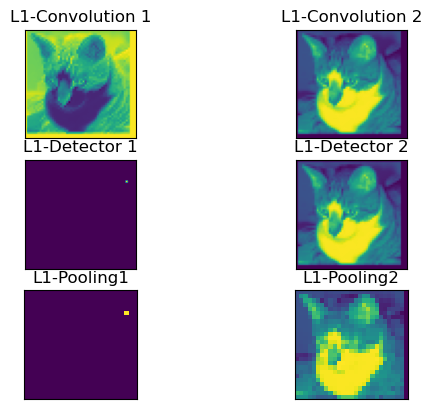 L1-Convolution 1
L1-Convolution 2
L1-Detector 1
L1-Detector 2
L1-Pooling1
L1-Pooling2